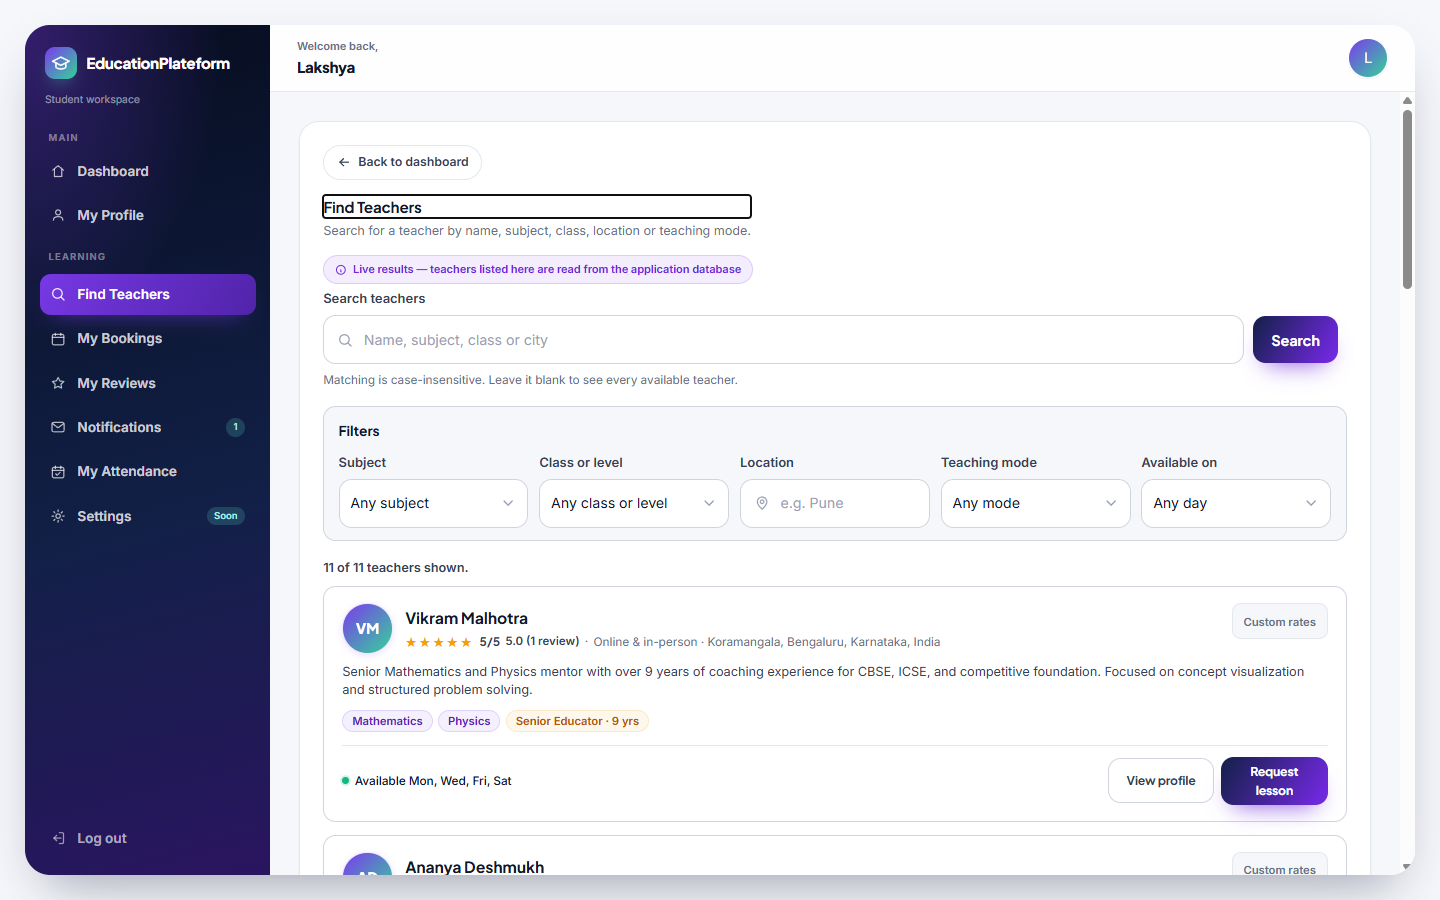 EducationPlateform
Student workspace
MAIN
Dashboard
My Profile
LEARNING
Find Teachers
My Bookings
My Reviews
Notifications 1
My Attendance
Settings Soon
Log out
Welcome back,
Lakshya
L
Back to dashboard
Find Teachers
Search for a teacher by name, subject, class, location or teaching mode.
Live results — teachers listed here are read from the application database
Search teachers
Name, subject, class or city
Search
Matching is case-insensitive. Leave it blank to see every available teacher.
Filters
Subject Class or level Location Teaching mode Available on
Any subject Any class or level e.g. Pune Any mode Any day
11 of 11 teachers shown.
VM
Vikram Malhotra
Custom rates
★★★★★ 5/5 5.0 (1 review) · Online & in-person · Koramangala, Bengaluru, Karnataka, India
Senior Mathematics and Physics mentor with over 9 years of coaching experience for CBSE, ICSE, and competitive foundation. Focused on concept visualization
and structured problem solving.
Mathematics Physics Senior Educator · 9 yrs
Available Mon, Wed, Fri, Sat
View profile
Request
lesson
Ananya Deshmukh
Custom rates